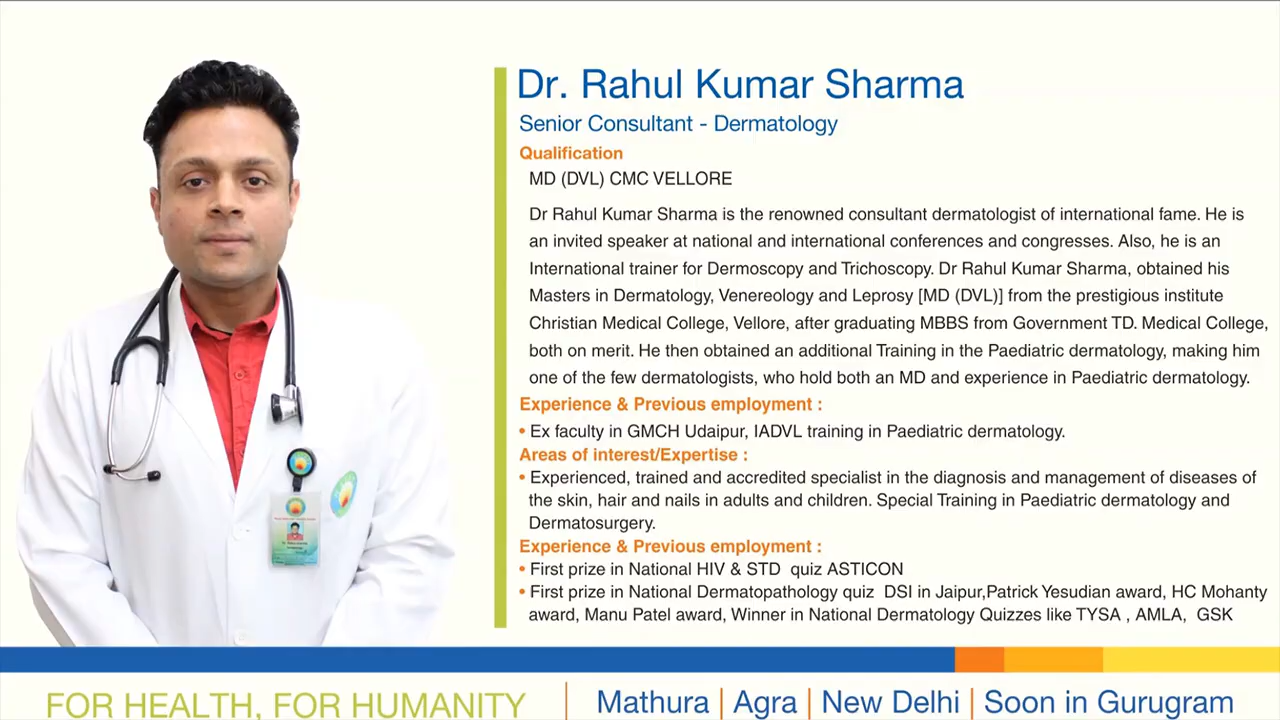 Dr. Rahul Kumar Sharma
Senior Consultant - Dermatology
Qualification
MD (DVL) CMC VELLORE
Dr Rahul Kumar Sharma is the renowned consultant dermatologist of international fame. He is
an invited speaker at national and international conferences and congresses. Also, he is an
International trainer for Dermoscopy and Trichoscopy. Dr Rahul Kumar Sharma, obtained his
Masters in Dermatology, Venereology and Leprosy [MD (DVL)] from the prestigious institute
Christian Medical College, Vellore, after graduating MBBS from Government TD. Medical College,
both on merit. He then obtained an additional Training in the Paediatric dermatology, making him
one of the few dermatologists, who hold both an MD and experience in Paediatric dermatology.
Experience & Previous employment :
• Ex faculty in GMCH Udaipur, IADVL training in Paediatric dermatology.
Areas of interest/Expertise :
• Experienced, trained and accredited specialist in the diagnosis and management of diseases of
the skin, hair and nails in adults and children. Special Training in Paediatric dermatology and
Dermatosurgery.
Experience & Previous employment :
• First prize in National HIV & STD quiz ASTICON
• First prize in National Dermatopathology quiz DSI in Jaipur,Patrick Yesudian award, HC Mohanty
award, Manu Patel award, Winner in National Dermatology Quizzes like TYSA , AMLA, GSK
FOR HEALTH, FOR HUMANITY
Mathura | Agra | New Delhi | Soon in Gurugram